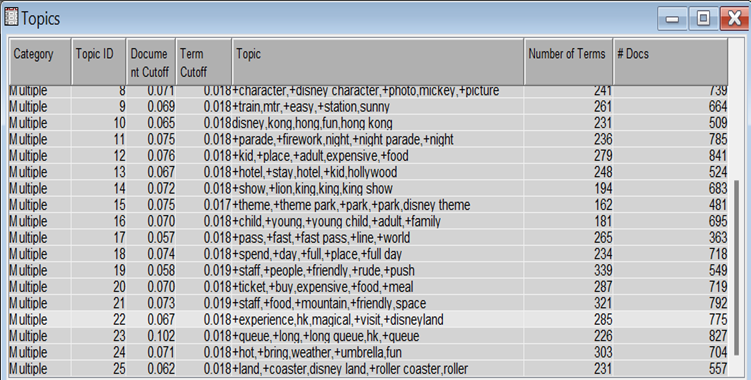 Topics
Category Topic ID Docume nt Cutoff Term Cutoff Topic Number of Terms # Docs
Multiple 8 0.071 0.018 +character,+disney character,+photo,mickey,+picture 241 739
Multiple 9 0.069 0.018 +train,mtr,+easy,+station,sunny 261 664
Multiple 10 0.065 0.018 disney,kong,hong,fun,hong kong 231 509
Multiple 11 0.075 0.018 +parade,+firework,night,+night parade,+night 236 785
Multiple 12 0.076 0.018 +kid,+place,+adult,expensive,+food 279 841
Multiple 13 0.067 0.018 +hotel,+stay,hotel,+kid,hollywood 248 524
Multiple 14 0.072 0.018 +show,+lion,king,king,king show 194 683
Multiple 15 0.075 0.017 +theme,+theme park,+park,+park,disney theme 162 481
Multiple 16 0.070 0.018 +child,+young,+young child,+adult,+family 181 695
Multiple 17 0.057 0.018 +pass,+fast,+fast pass,+line,+world 265 363
Multiple 18 0.074 0.018 +spend,+day,+full,+place,+full day 234 718
Multiple 19 0.058 0.019 +staff,+people,+friendly,+rude,+push 339 549
Multiple 20 0.070 0.018 +ticket,+buy,expensive,+food,+meal 287 719
Multiple 21 0.073 0.019 +staff,+food,+mountain,+friendly,space 321 792
Multiple 22 0.067 0.018 +experience,hk,magical,+visit,+disneyland 285 775
Multiple 23 0.102 0.018 +queue,+long,+long queue,hk,+queue 226 827
Multiple 24 0.071 0.018 +hot,+bring,weather,+umbrella,fun 303 704
Multiple 25 0.062 0.018 +land,+coaster,disney land,+roller coaster,roller 231 557